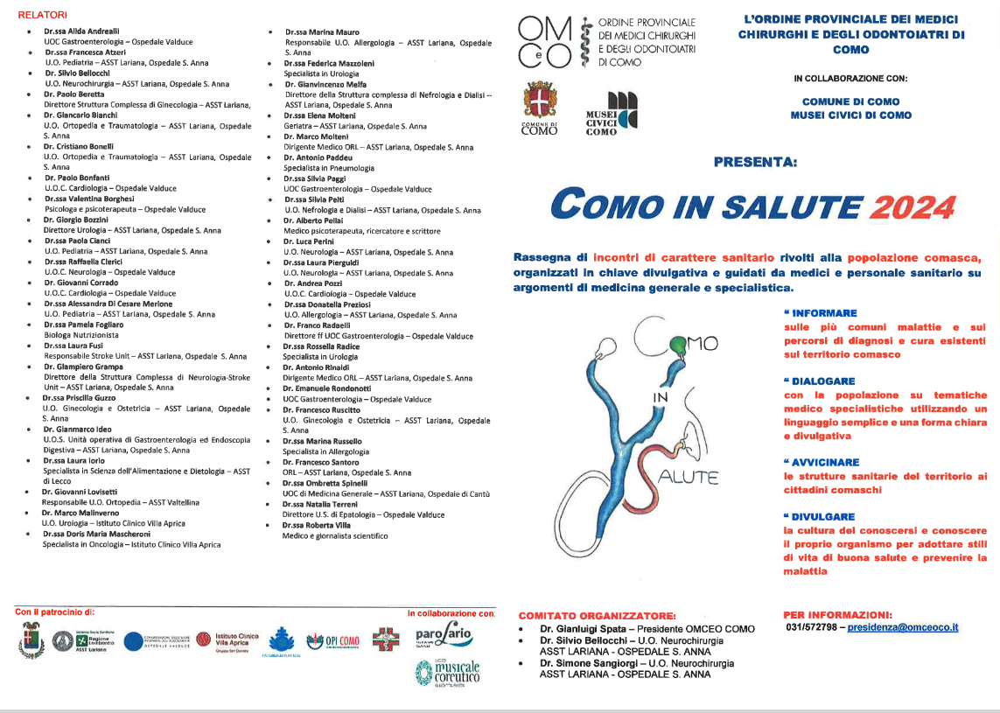 RELATORI
Dr.ssa Alida Andrealli
UOC Gastroenterologia – Ospedale Valduce
Dr.ssa Francesca Atzeri
U.O. Pediatria – ASST Lariana, Ospedale S. Anna
Dr. Silvio Bellocchi
U.O. Neurochirurgia – ASST Lariana, Ospedale S. Anna
Dr. Paolo Beretta
Direttore Struttura Complessa di Ginecologia – ASST Lariana,
Dr. Giancarlo Bianchi
U.O. Ortopedia e Traumatologia – ASST Lariana, Ospedale
S. Anna
Dr. Cristiano Bonelli
U.O. Ortopedia e Traumatologia – ASST Lariana, Ospedale
S. Anna
Dr. Paolo Bonfanti
U.O.C. Cardiologia – Ospedale Valduce
Dr.ssa Valentina Borghesi
Psicologa e psicoterapeuta – Ospedale Valduce
Dr. Giorgio Bozzini
Direttore Urologia – ASST Lariana, Ospedale S. Anna
Dr.ssa Paola Cianci
U.O. Pediatria – ASST Lariana, Ospedale S. Anna
Dr.ssa Raffaella Clerici
U.O.C. Neurologia – Ospedale Valduce
Dr. Giovanni Corrado
U.O.C. Cardiologia – Ospedale Valduce
Dr.ssa Alessandra Di Cesare Merlone
U.O. Pediatria – ASST Lariana, Ospedale S. Anna
Dr.ssa Pamela Fogliaro
Biologa Nutrizionista
Dr.ssa Laura Fusi
Responsabile Stroke Unit – ASST Lariana, Ospedale S. Anna
Dr. Giampiero Grampa
Direttore della Struttura Complessa di Neurologia-Stroke
Unit – ASST Lariana, Ospedale S. Anna
Dr.ssa Priscilla Guzzo
U.O. Ginecologia e Ostetricia – ASST Lariana, Ospedale
S. Anna
Dr. Gianmarco Ideo
U.O.S. Unità operativa di Gastroenterologia ed Endoscopia
Digestiva – ASST Lariana, Ospedale S. Anna
Dr.ssa Laura Iorio
Specialista in Scienza dell'Alimentazione e Dietologia – ASST
di Lecco
Dr. Giovanni Lovisetti
Responsabile U.O. Ortopedia – ASST Valtellina
Dr. Marco Malinverno
U.O. Urologia – Istituto Clinico Villa Aprica
Dr.ssa Doris Maria Mascheroni
Specialista in Oncologia – Istituto Clinico Villa Aprica
Dr.ssa Marina Mauro
Responsabile U.O. Allergologia – ASST Lariana, Ospedale
S. Anna
Dr.ssa Federica Mazzoleni
Specialista in Urologia
Dr. Gianvincenzo Melfa
Direttore della Struttura complessa di Nefrologia e Dialisi –
ASST Lariana, Ospedale S. Anna
Dr.ssa Elena Molteni
Geriatra – ASST Lariana, Ospedale S. Anna
Dr. Marco Molteni
Dirigente Medico ORL – ASST Lariana, Ospedale S. Anna
Dr. Antonio Paddeu
Specialista in Pneumologia
Dr.ssa Silvia Paggi
UOC Gastroenterologia – Ospedale Valduce
Dr.ssa Silvia Peiti
U.O. Nefrologia e Dialisi – ASST Lariana, Ospedale S. Anna
Dr. Alberto Pellai
Medico psicoterapeuta, ricercatore e scrittore
Dr. Luca Perini
U.O. Neurologia – ASST Lariana, Ospedale S. Anna
Dr.ssa Laura Pierguidi
U.O. Neurologia – ASST Lariana, Ospedale S. Anna
Dr. Andrea Pozzi
U.O.C. Cardiologia – Ospedale Valduce
Dr.ssa Donatella Preziosi
U.O. Allergologia – ASST Lariana, Ospedale S. Anna
Dr. Franco Radaelli
Direttore ff UOC Gastroenterologia – Ospedale Valduce
Dr.ssa Rossella Radice
Specialista in Urologia
Dr. Antonio Rinaldi
Dirigente Medico ORL – ASST Lariana, Ospedale S. Anna
Dr. Emanuele Rondonotti
UOC Gastroenterologia – Ospedale Valduce
Dr. Francesco Ruscitto
U.O. Ginecologia e Ostetricia – ASST Lariana, Ospedale
S. Anna
Dr.ssa Marina Russello
Specialista in Allergologia
Dr. Francesco Santoro
ORL – ASST Lariana, Ospedale S. Anna
Dr.ssa Ombretta Spinelli
UOC di Medicina Generale – ASST Lariana, Ospedale di Cantù
Dr.ssa Natalia Terreni
Direttore U.S. di Epatologia – Ospedale Valduce
Dr.ssa Roberta Villa
Medico e giornalista scientifico
Con il patrocinio di:
Regione
Lombardia
ASST Lariana
OSPEDALE VALDUCE
Istituto Clinico
Villa Aprica
OPI COMO
In collaborazione con:
parolario
musicale
coreutico
OMCeO
ORDINE PROVINCIALE
DEI MEDICI CHIRURGHI
E DEGLI ODONTOIATRI
DI COMO
COMUNE DI
COMO
MUSEI
CIVICI
COMO
L'ORDINE PROVINCIALE DEI MEDICI
CHIRURGHI E DEGLI ODONTOIATRI DI
COMO
IN COLLABORAZIONE CON:
COMUNE DI COMO
MUSEI CIVICI DI COMO
PRESENTA:
COMO IN SALUTE 2024
Rassegna di incontri di carattere sanitario rivolti alla popolazione comasca,
organizzati in chiave divulgativa e guidati da medici e personale sanitario su
argomenti di medicina generale e specialistica.
COMO
IN
SALUTE
“ INFORMARE
sulle più comuni malattie e sui
percorsi di diagnosi e cura esistenti
sul territorio comasco
“ DIALOGARE
con la popolazione su tematiche
medico specialistiche utilizzando un
linguaggio semplice e una forma chiara
e divulgativa
“ AVVICINARE
le strutture sanitarie del territorio ai
cittadini comaschi
“ DIVULGARE
la cultura del conoscersi e conoscere
il proprio organismo per adottare stili
di vita di buona salute e prevenire la
malattia
COMITATO ORGANIZZATORE:
Dr. Gianluigi Spata – Presidente OMCEO COMO
Dr. Silvio Bellocchi – U.O. Neurochirurgia
ASST LARIANA - OSPEDALE S. ANNA
Dr. Simone Sangiorgi – U.O. Neurochirurgia
ASST LARIANA - OSPEDALE S. ANNA
PER INFORMAZIONI:
031/572798 – presidenza@omceoco.it